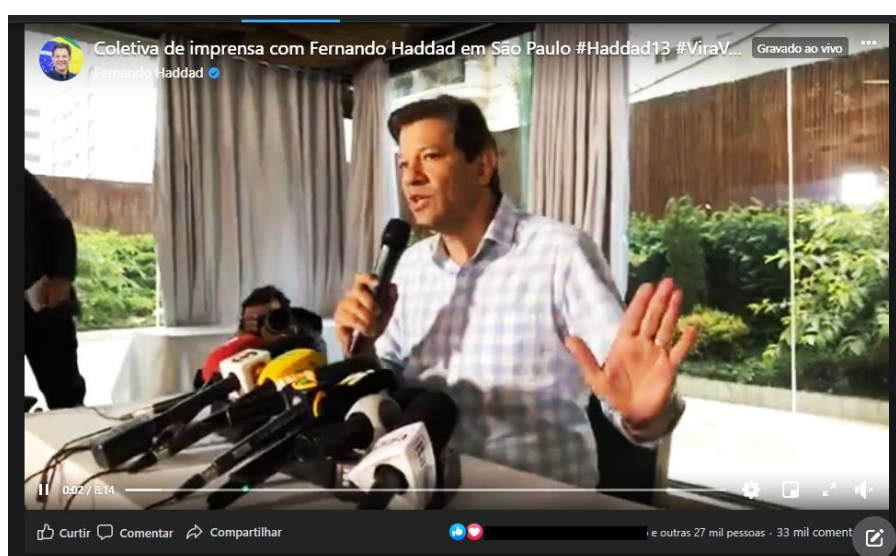 Coletiva de imprensa com Fernando Haddad em São Paulo #Haddad13 #ViraV...
Gravado ao vivo
Fernando Haddad
0:02 / 8:14
Curtir
Comentar
Compartilhar
e outras 27 mil pessoas · 33 mil coment